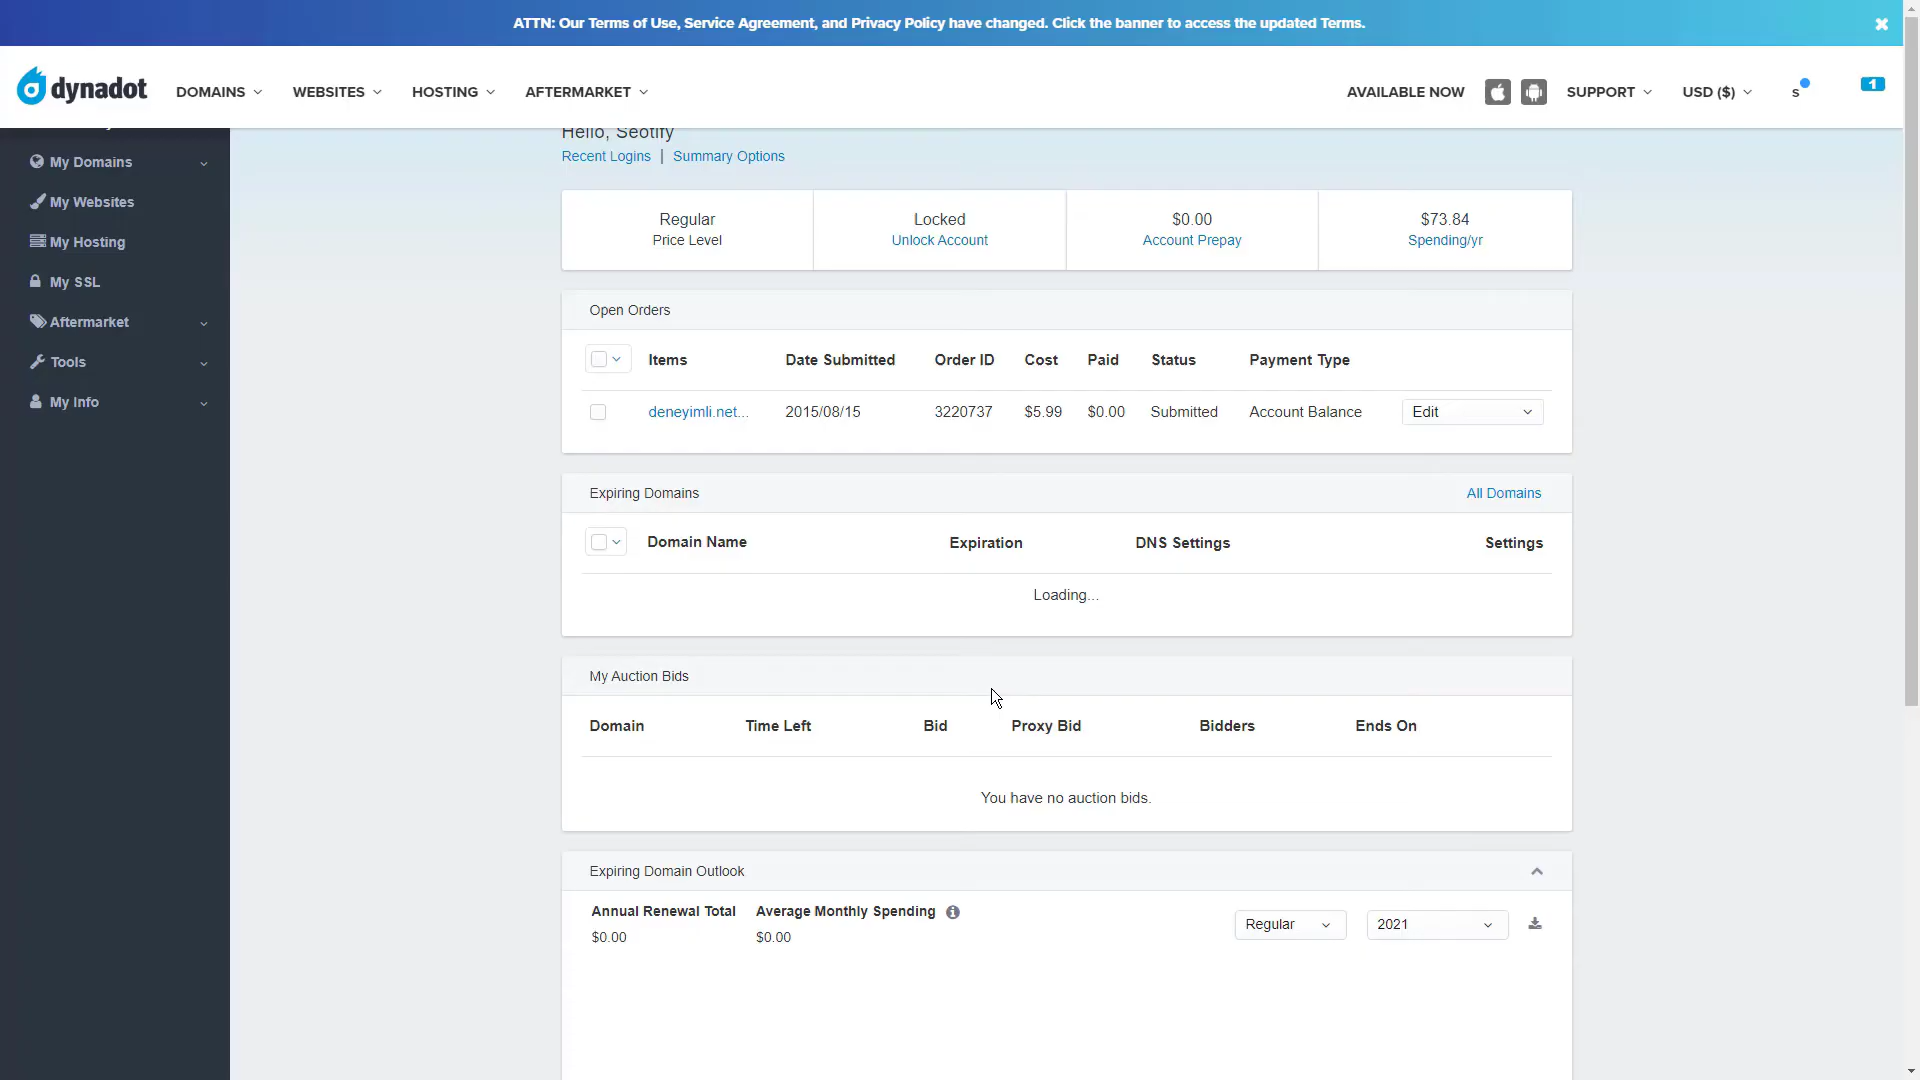 ATTN: Our Terms of Use, Service Agreement, and Privacy Policy have changed. Click the banner to access the updated Terms.
dynadot
DOMAINS
WEBSITES
HOSTING
AFTERMARKET
AVAILABLE NOW
SUPPORT
USD ($)
s
1
My Domains
My Websites
My Hosting
My SSL
Aftermarket
Tools
My Info
Hello, Seotify
Recent Logins | Summary Options
Regular
Price Level
Locked
Unlock Account
$0.00
Account Prepay
$73.84
Spending/yr
Open Orders
Items Date Submitted Order ID Cost Paid Status Payment Type
deneyimli.net... 2015/08/15 3220737 $5.99 $0.00 Submitted Account Balance Edit
Expiring Domains All Domains
Domain Name Expiration DNS Settings Settings
Loading...
My Auction Bids
Domain Time Left Bid Proxy Bid Bidders Ends On
You have no auction bids.
Expiring Domain Outlook
Annual Renewal Total Average Monthly Spending
$0.00 $0.00
Regular 2021